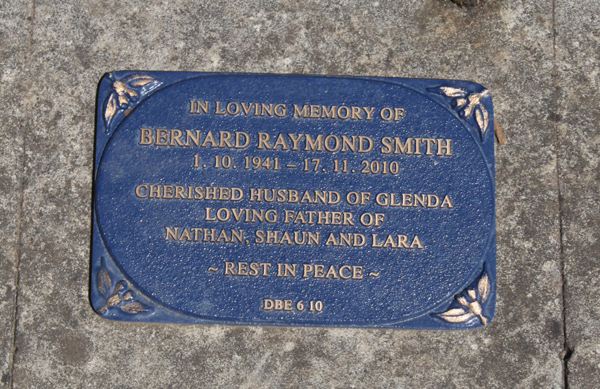 IN LOVING MEMORY OF
BERNARD RAYMOND SMITH
1. 10. 1941 – 17. 11. 2010
CHERISHED HUSBAND OF GLENDA
LOVING FATHER OF
NATHAN, SHAUN AND LARA
~ REST IN PEACE ~
DBE 6 10